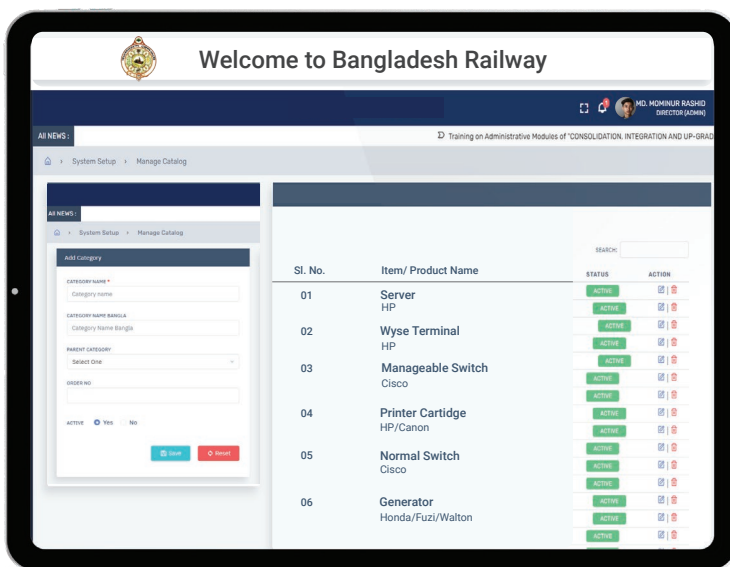 Welcome to Bangladesh Railway
MD. MOMINUR RASHID
DIRECTOR (ADMIN)
All NEWS :
Training on Administrative Modules of "CONSOLIDATION, INTEGRATION AND UP-GRAD
System Setup › Manage Catalog
All NEWS :
System Setup › Manage Catalog
Add Category
CATEGORY NAME *
Category name
CATEGORY NAME BANGLA
Category Name Bangla
PARENT CATEGORY
Select One
ORDER NO
ACTIVE Yes No
Save Reset
SEARCH:
Sl. No. Item/ Product Name STATUS ACTION
01 Server ACTIVE
HP ACTIVE
02 Wyse Terminal ACTIVE
HP ACTIVE
ACTIVE
03 Manageable Switch
Cisco ACTIVE
ACTIVE
04 Printer Cartidge ACTIVE
HP/Canon ACTIVE
05 Normal Switch ACTIVE
Cisco ACTIVE
ACTIVE
06 Generator ACTIVE
Honda/Fuzi/Walton ACTIVE
ACTIVE